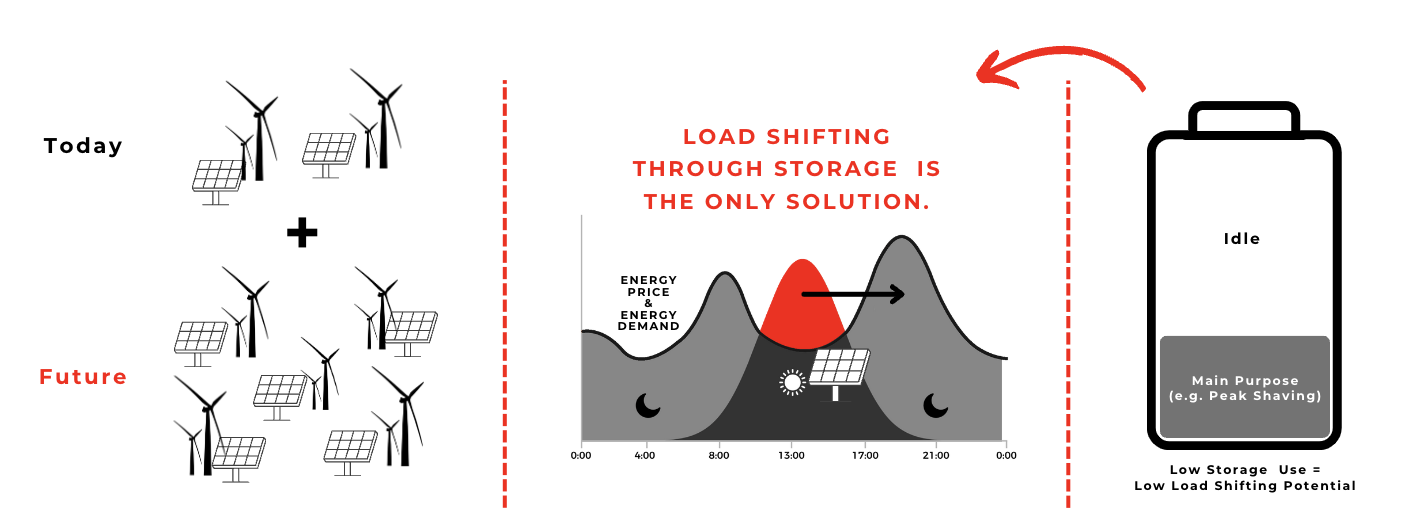 Today
Future
LOAD SHIFTING
THROUGH STORAGE IS
THE ONLY SOLUTION.
ENERGY
PRICE
&
ENERGY
DEMAND
0:00 4:00 8:00 13:00 17:00 21:00 0:00
Idle
Main Purpose
(e.g. Peak Shaving)
Low Storage Use =
Low Load Shifting Potential